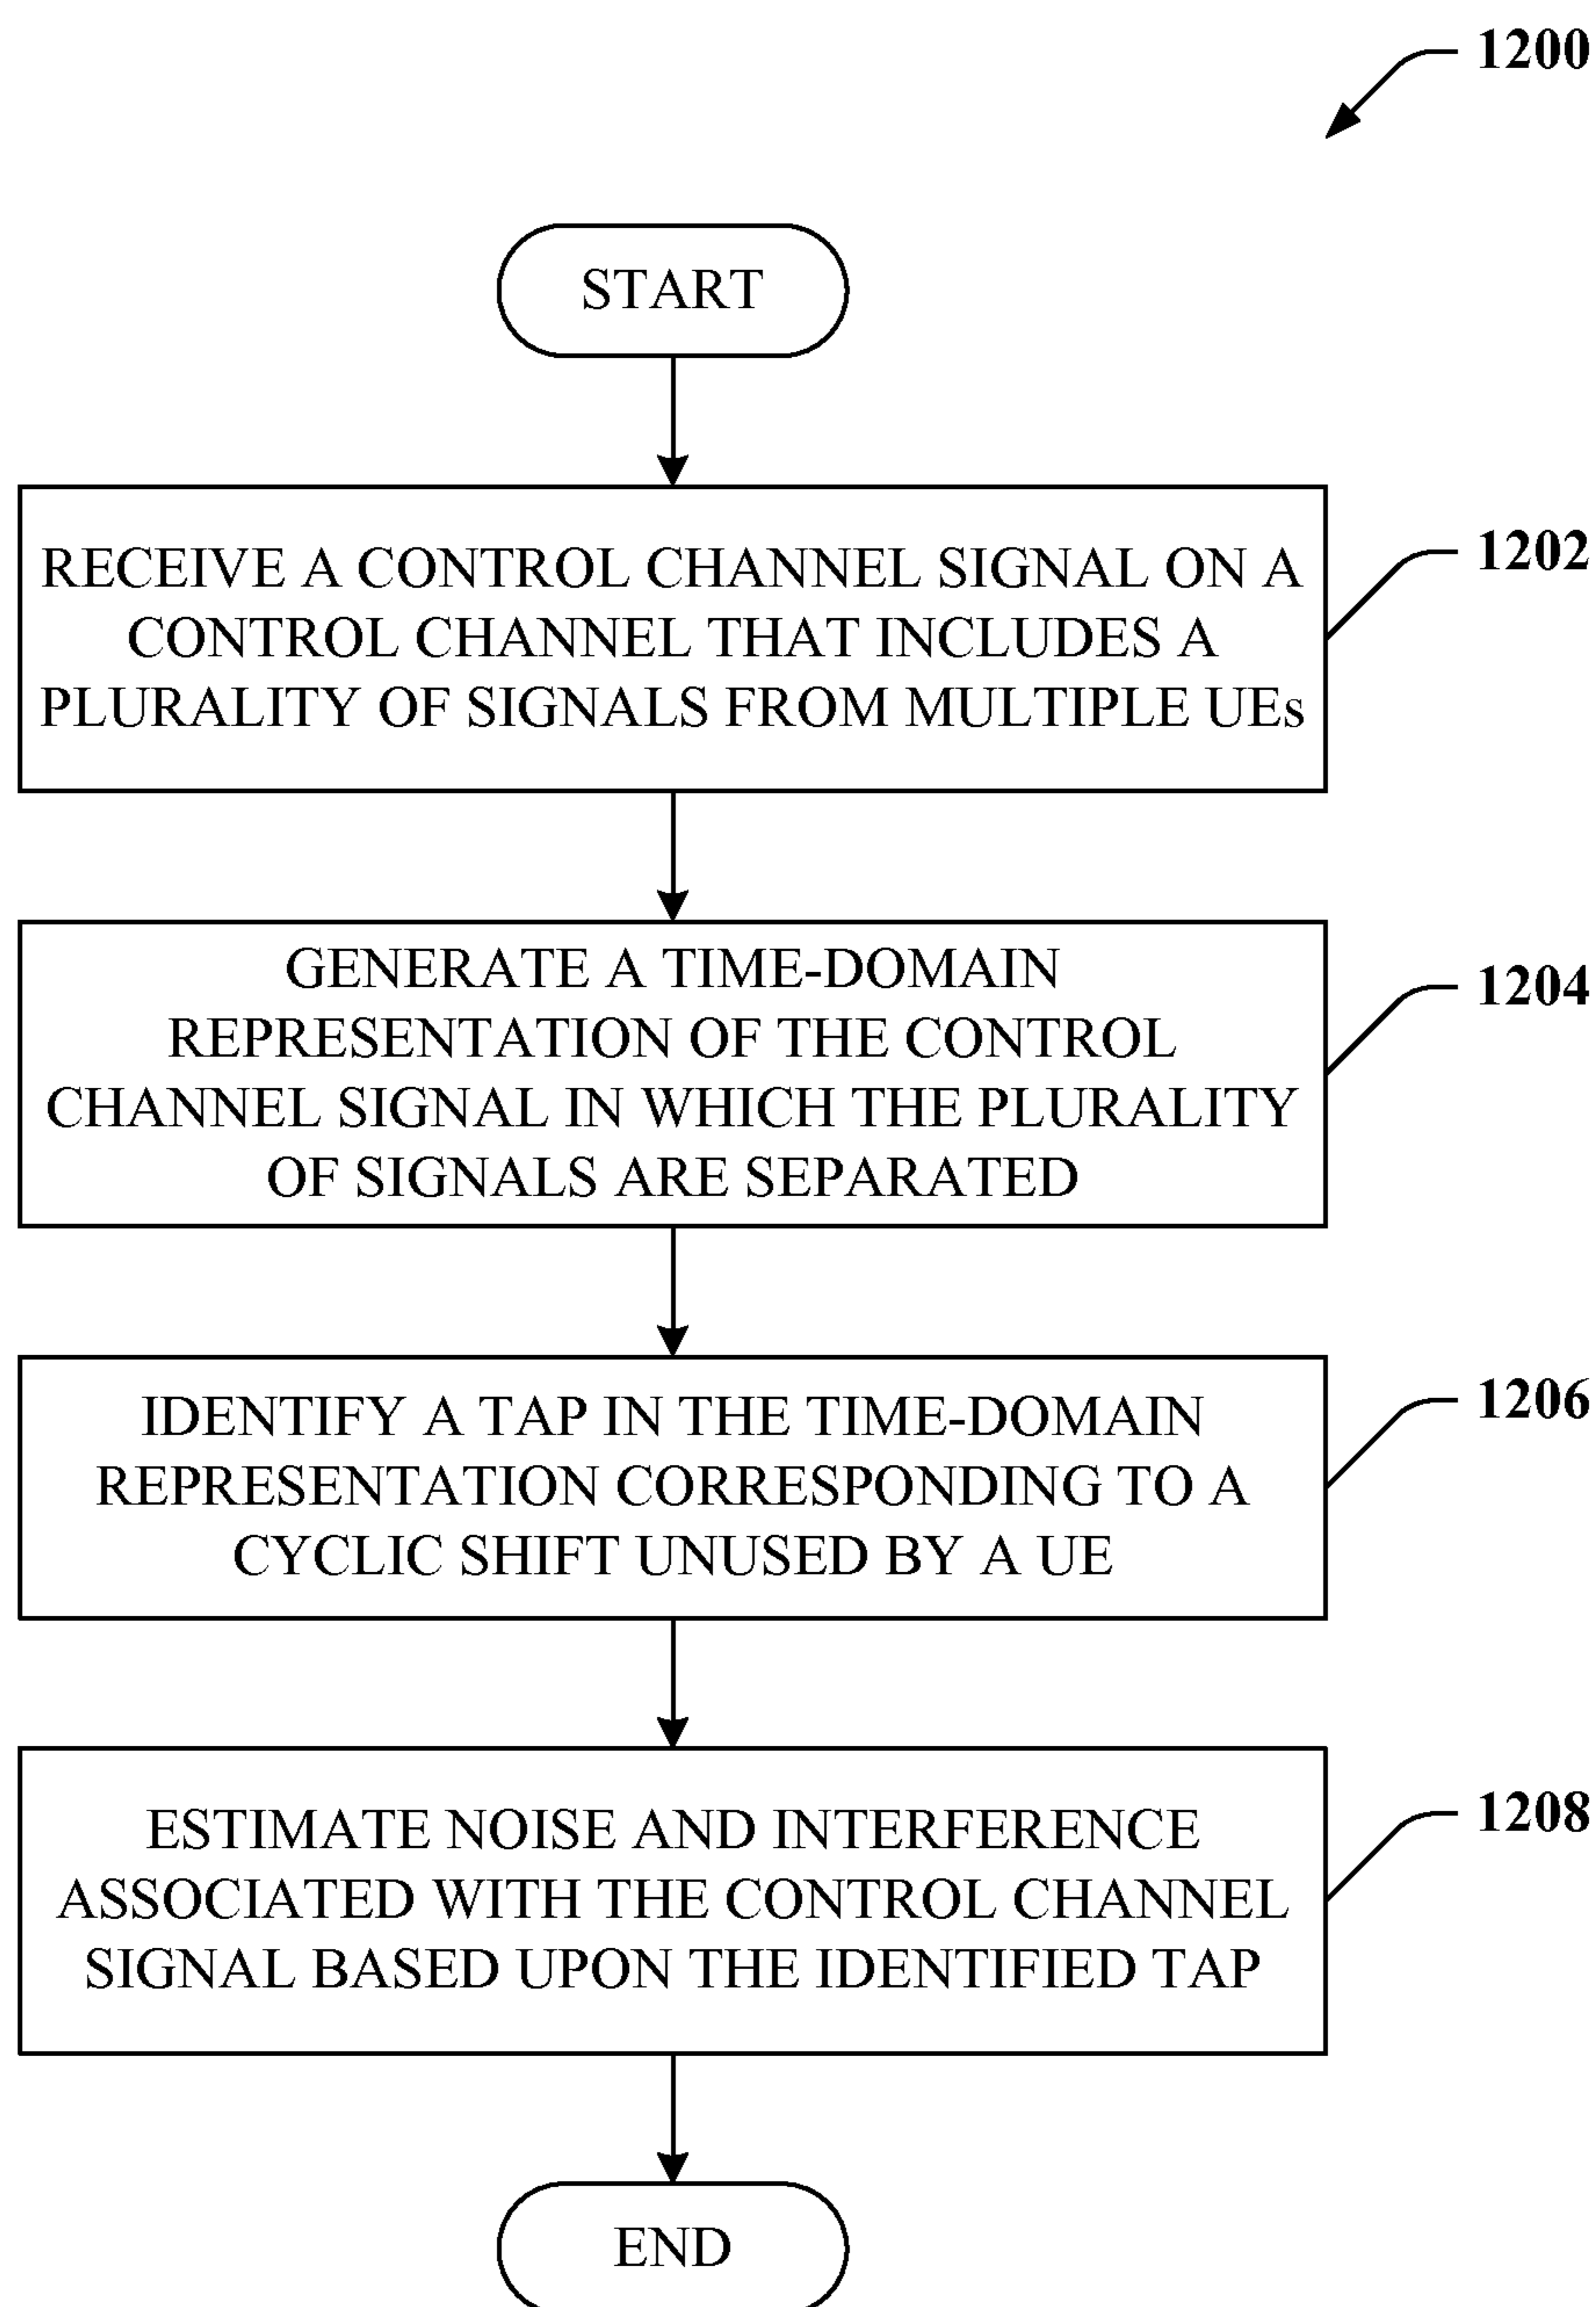 1200
START
RECEIVE A CONTROL CHANNEL SIGNAL ON A
CONTROL CHANNEL THAT INCLUDES A
PLURALITY OF SIGNALS FROM MULTIPLE UEs
1202
GENERATE A TIME-DOMAIN
REPRESENTATION OF THE CONTROL
CHANNEL SIGNAL IN WHICH THE PLURALITY
OF SIGNALS ARE SEPARATED
1204
IDENTIFY A TAP IN THE TIME-DOMAIN
REPRESENTATION CORRESPONDING TO A
CYCLIC SHIFT UNUSED BY A UE
1206
ESTIMATE NOISE AND INTERFERENCE
ASSOCIATED WITH THE CONTROL CHANNEL
SIGNAL BASED UPON THE IDENTIFIED TAP
1208
END